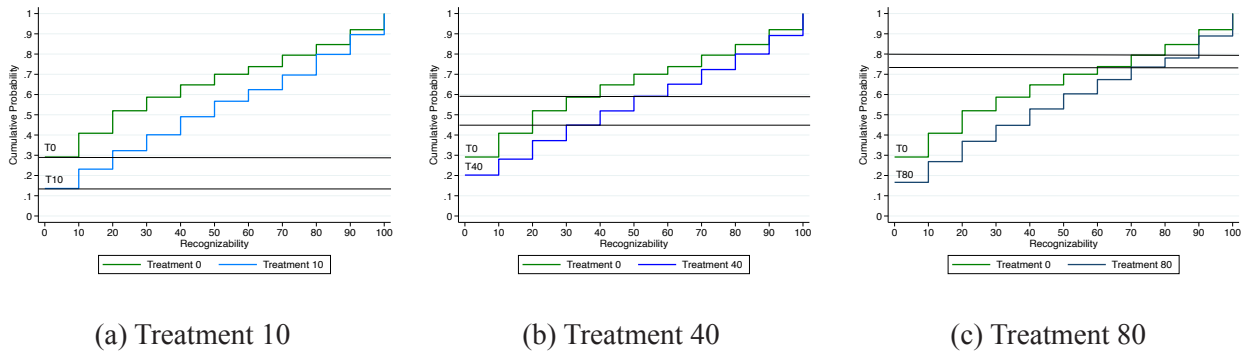 1
.9
.8
.7
.6
.5
.4
.3
.2
.1
0
Cumulative Probability
T0
T10
0 10 20 30 40 50 60 70 80 90 100
Recognizability
Treatment 0 Treatment 10
(a) Treatment 10
1
.9
.8
.7
.6
.5
.4
.3
.2
.1
0
Cumulative Probability
T0
T40
0 10 20 30 40 50 60 70 80 90 100
Recognizability
Treatment 0 Treatment 40
(b) Treatment 40
1
.9
.8
.7
.6
.5
.4
.3
.2
.1
0
Cumulative Probability
T0
T80
0 10 20 30 40 50 60 70 80 90 100
Recognizability
Treatment 0 Treatment 80
(c) Treatment 80